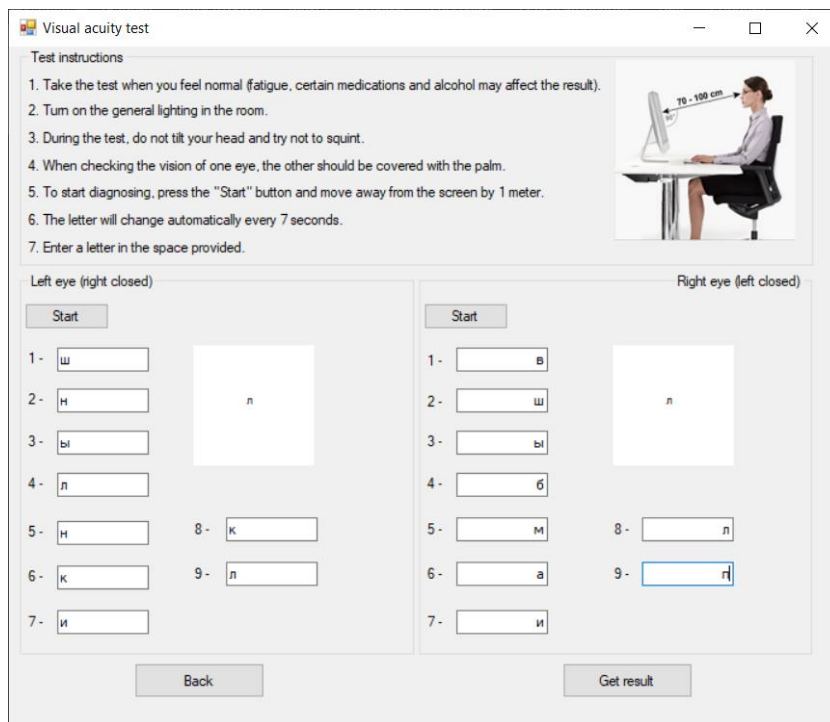 Visual acuity test
Test instructions
1. Take the test when you feel normal (fatigue, certain medications and alcohol may affect the result).
2. Turn on the general lighting in the room.
3. During the test, do not tilt your head and try not to squint.
4. When checking the vision of one eye, the other should be covered with the palm.
5. To start diagnosing, press the "Start" button and move away from the screen by 1 meter.
6. The letter will change automatically every 7 seconds.
7. Enter a letter in the space provided.
70 - 100 cm
90°
Left eye (right closed)
Start
1 - ш
2 - н
л
3 - ы
4 - л
5 - н
8 - к
6 - к
9 - л
7 - и
Right eye (left closed)
Start
1 - в
2 - ш
л
3 - ы
4 - б
5 - м
8 - л
6 - а
9 - п
7 - и
Back
Get result